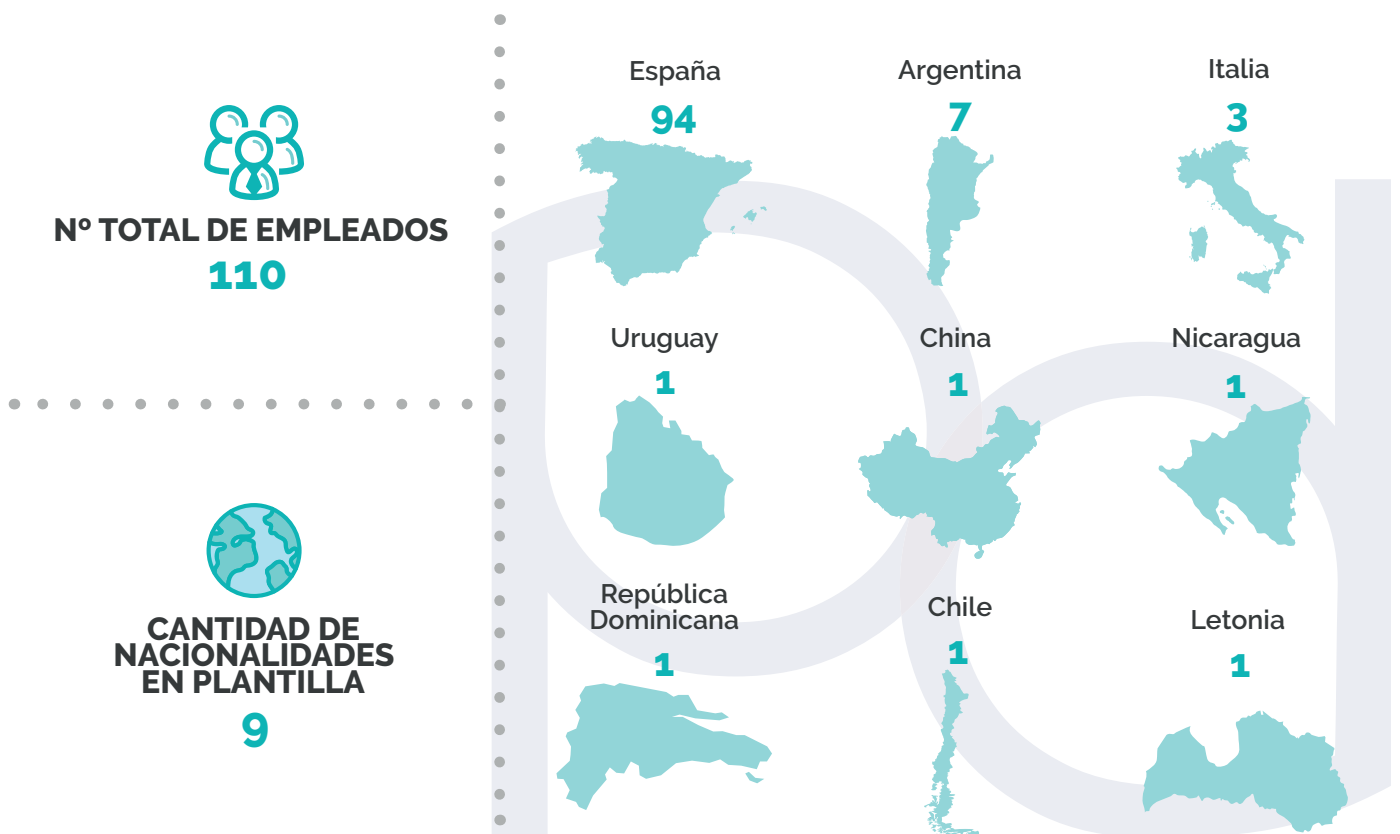 Nº TOTAL DE EMPLEADOS
110
CANTIDAD DE
NACIONALIDADES
EN PLANTILLA
9
España
94
Argentina
7
Italia
3
Uruguay
1
China
1
Nicaragua
1
República
Dominicana
1
Chile
1
Letonia
1